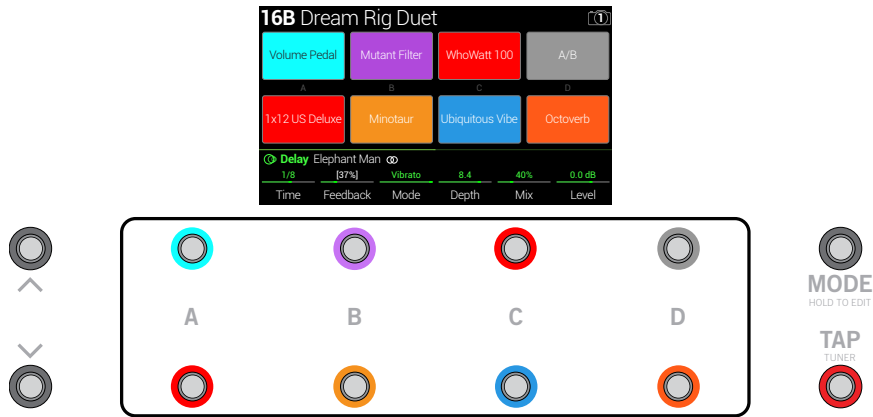 16B Dream Rig Duet 1
Volume Pedal Mutant Filter WhoWatt 100 A/B
A B C D
1x12 US Deluxe Minotaur Ubiquitous Vibe Octoverb
Delay Elephant Man
1/8 [37%] Vibrato 8.4 40% 0.0 dB
Time Feedback Mode Depth Mix Level
A B C D
MODE
HOLD TO EDIT
TAP
TUNER